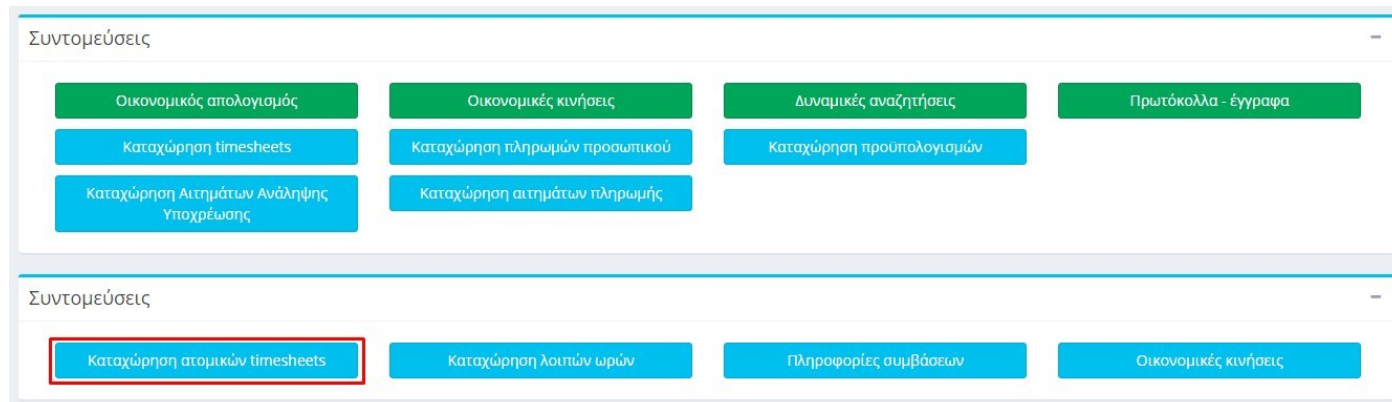 Συντομεύσεις
Οικονομικός απολογισμός
Οικονομικές κινήσεις
Δυναμικές αναζητήσεις
Πρωτόκολλα - έγγραφα
Καταχώρηση timesheets
Καταχώρηση πληρωμών προσωπικού
Καταχώρηση προϋπολογισμών
Καταχώρηση Αιτημάτων Ανάληψης
Υποχρέωσης
Καταχώρηση αιτημάτων πληρωμής
Συντομεύσεις
Καταχώρηση ατομικών timesheets
Καταχώρηση λοιπών ωρών
Πληροφορίες συμβάσεων
Οικονομικές κινήσεις